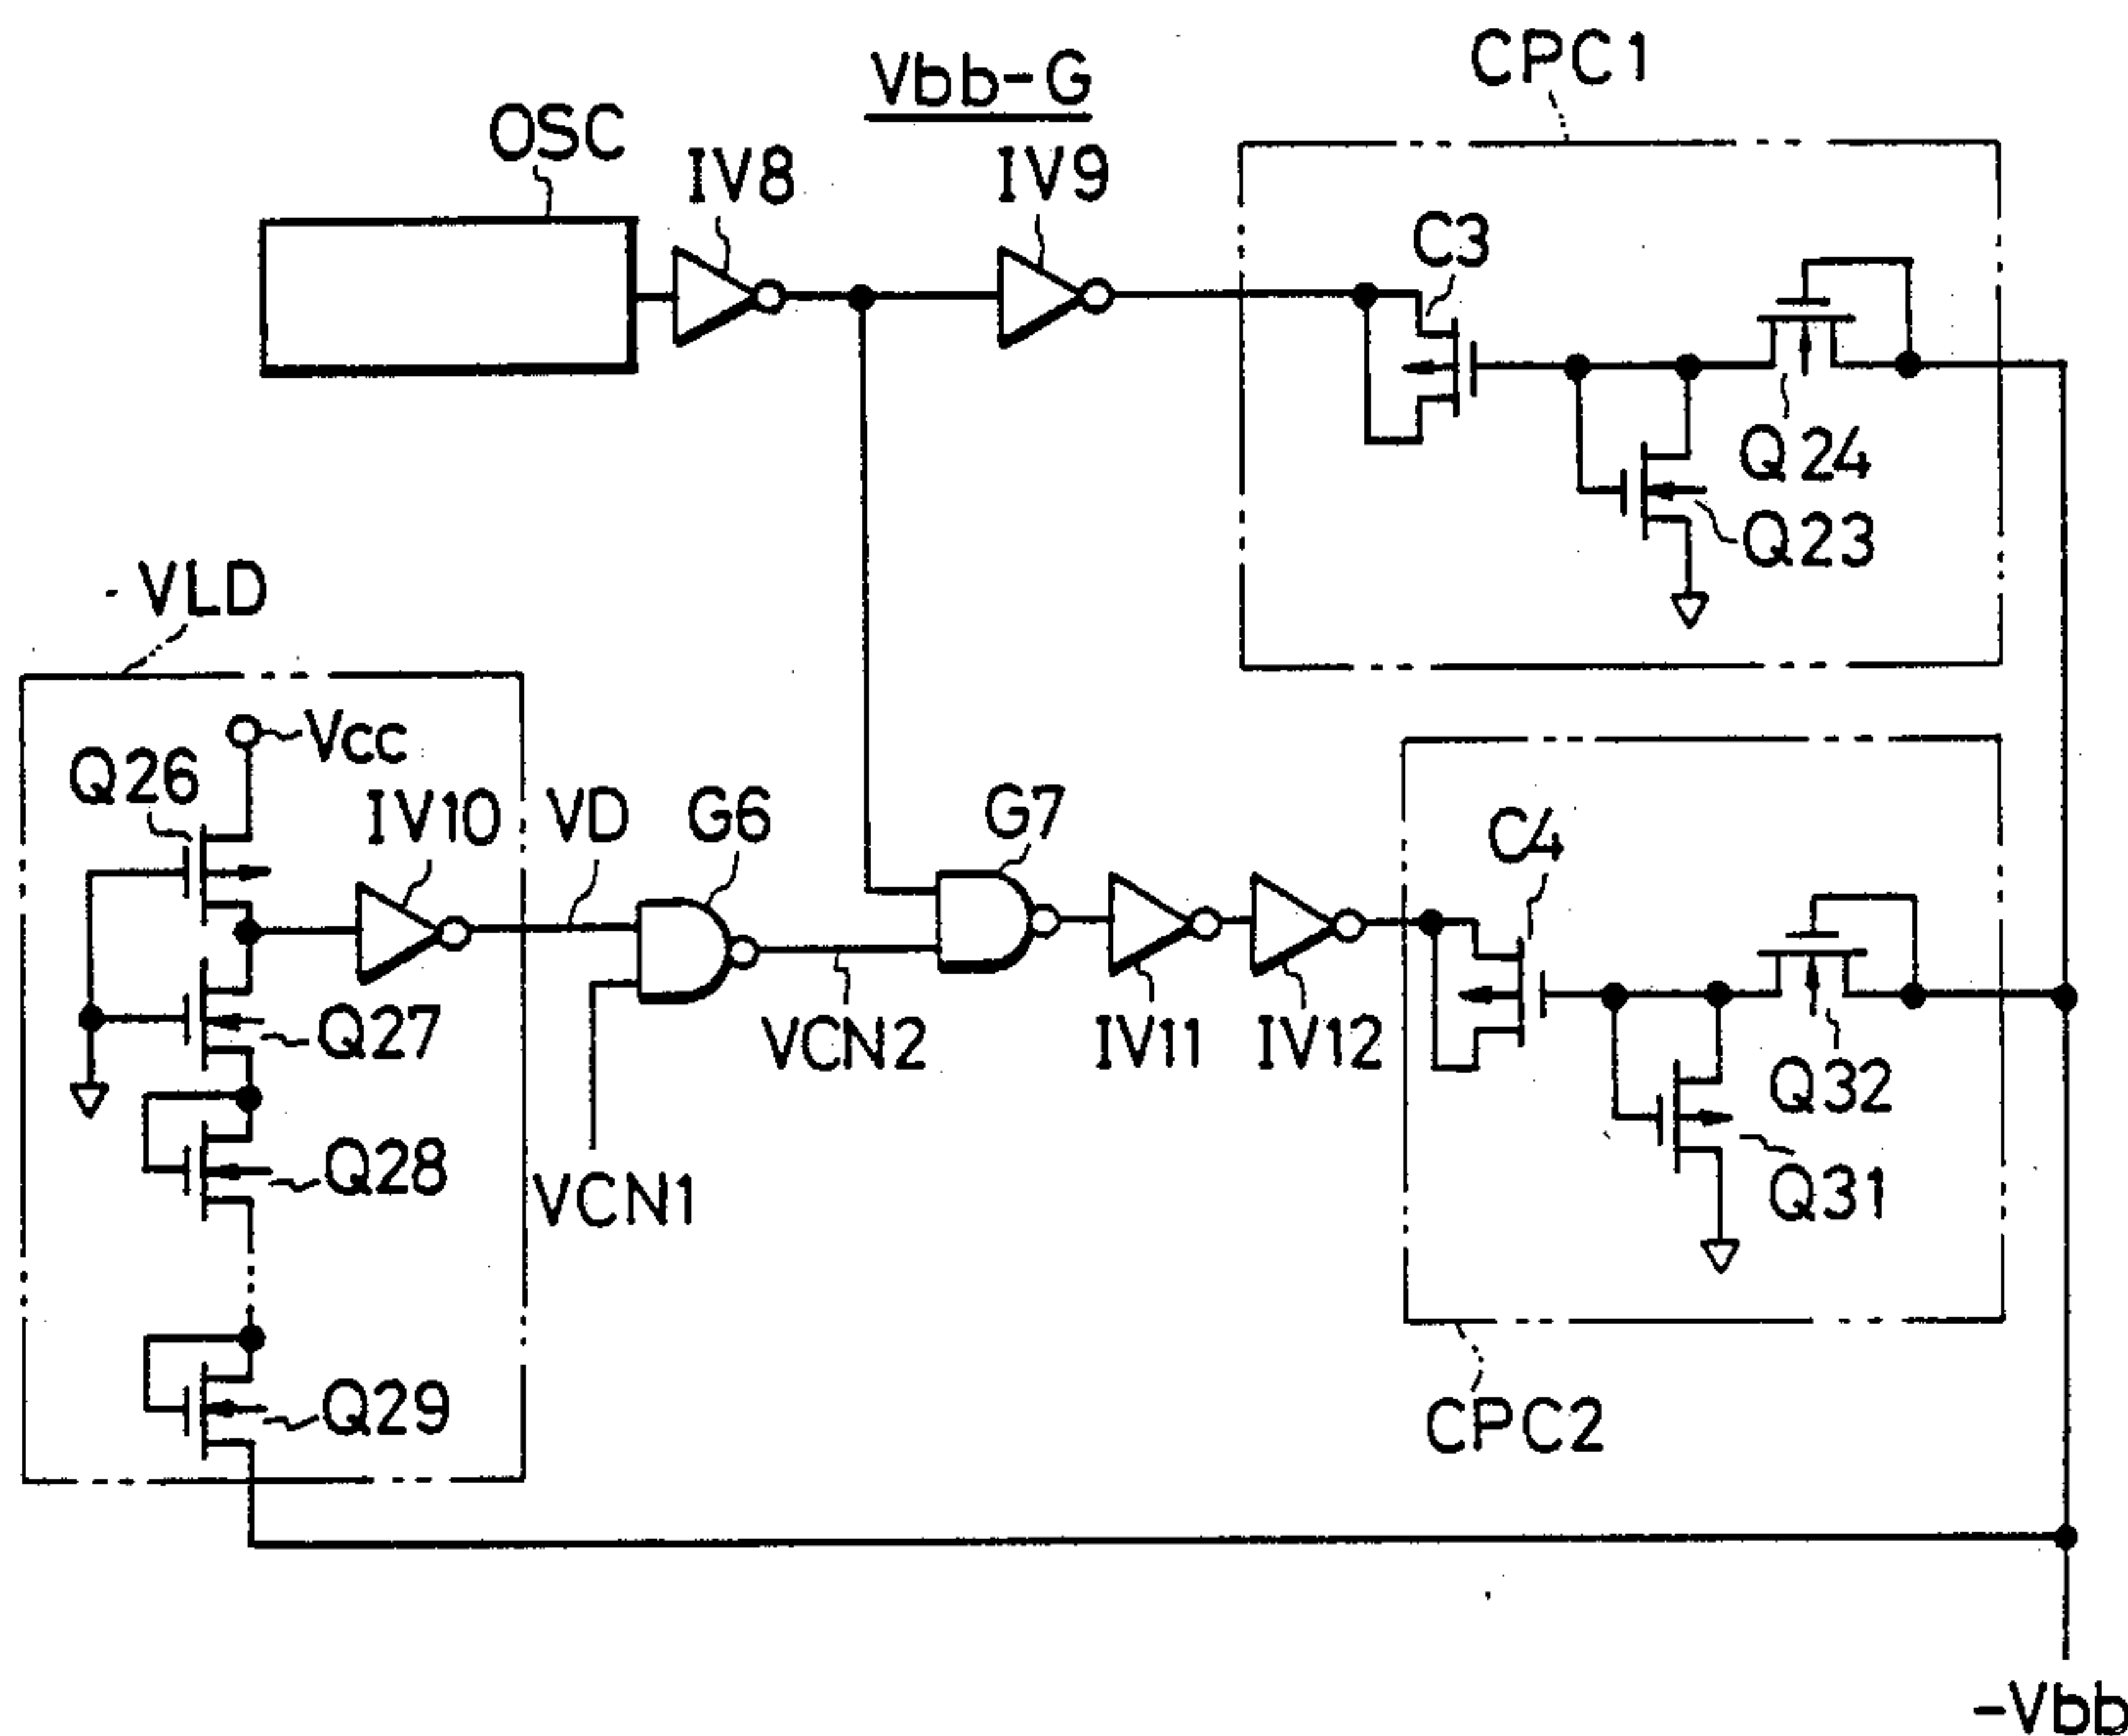 Vbb-G
CPC1
OSC
IV8
IV9
C3
Q24
Q23
VLD
Vcc
Q26
IV10
VD
G6
G7
C4
Q27
VCN2
IV11
IV12
Q32
Q28
VCN1
Q31
Q29
CPC2
-Vbb